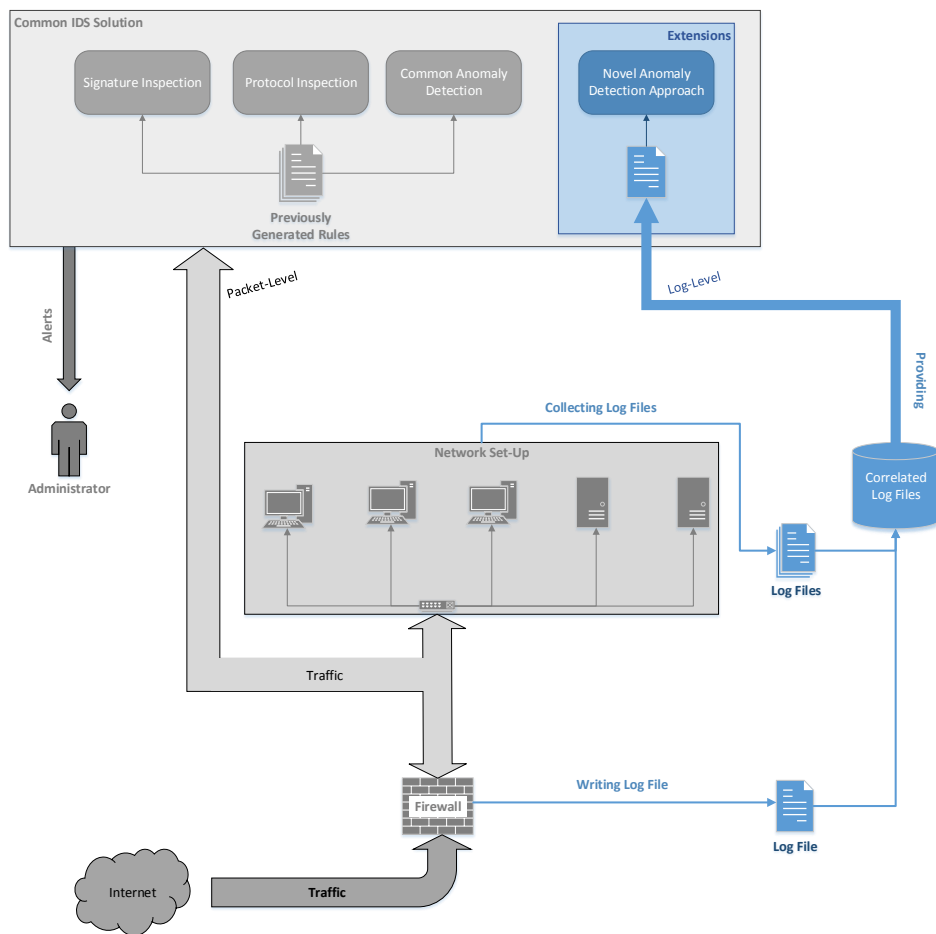 Common IDS Solution
Extensions
Signature Inspection
Protocol Inspection
Common Anomaly
Detection
Novel Anomaly
Detection Approach
Previously
Generated Rules
Packet-Level
Log-Level
Alerts
Providing
Administrator
Collecting Log Files
Network Set-Up
Correlated
Log Files
Log Files
Traffic
Firewall
Writing Log File
Log File
Internet
Traffic